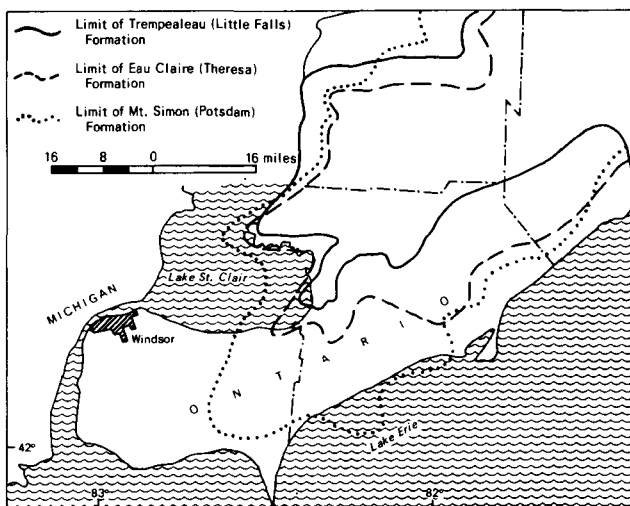 Limit of Trempealeau (Little Falls)
Formation
Limit of Eau Claire (Theresa)
Formation
Limit of Mt. Simon (Potsdam)
Formation
16 8 0 16 miles
Lake St. Clair
MICHIGAN
Windsor
ONTARIO
Lake Erie
42°
83° 82°